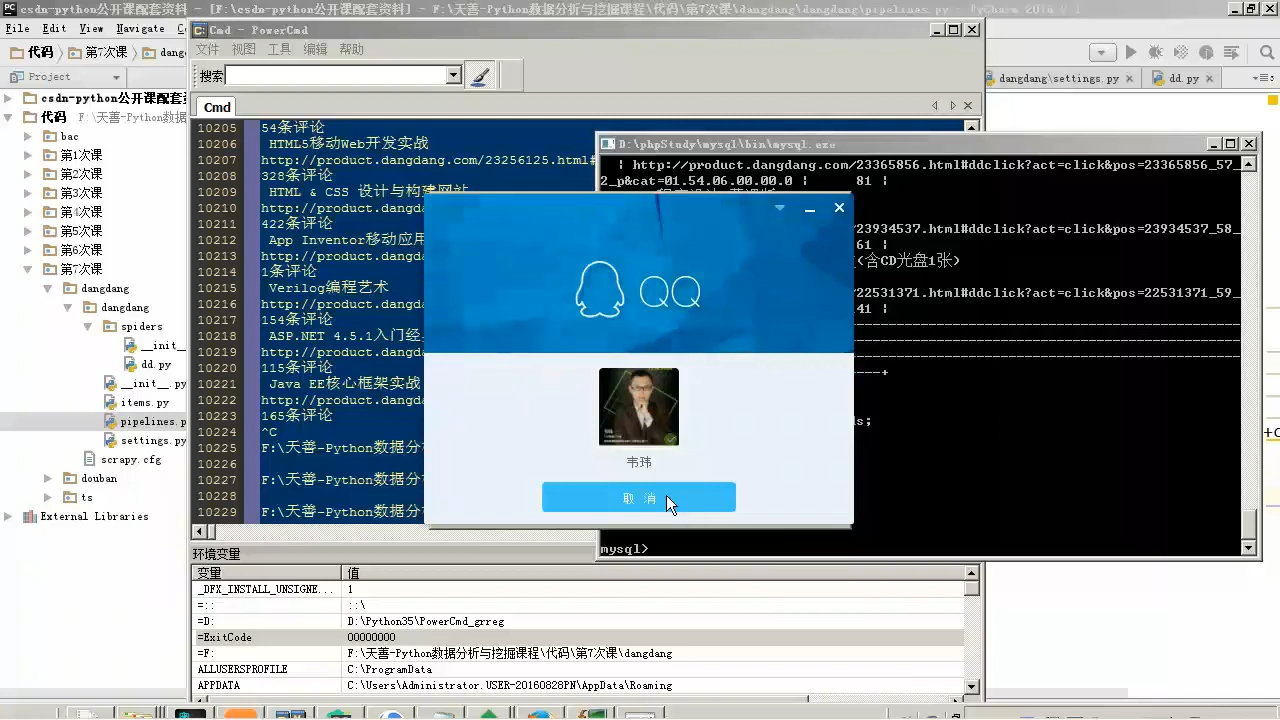 csdn-python公开课配套资料 - [F:\csdn-python公开课配套资料] - F:\天善-Python数据分析与挖掘课程\代码\第7次课\dangdang\dangdang\pipelines.py - PyCharm 2016.1
File Edit View Navigate
代码 第7次课 dang
Project
csdn-python公开课配套资
代码 F:\天善-Python数据
bac
第1次课
第2次课
第3次课
第4次课
第5次课
第6次课
第7次课
dangdang
dangdang
spiders
__init_
dd.py
__init__.py
items.py
pipelines.p
settings.py
scrapy.cfg
douban
ts
External Libraries
dangdang\settings.py
dd.py
Cmd - PowerCmd
文件 视图 工具 编辑 帮助
搜索
Cmd
10205 54条评论
10206 HTML5移动Web开发实战
10207 http://product.dangdang.com/23256125.html#
10208 328条评论
10209 HTML & CSS 设计与构建网站
10210 http://product.dangda
10211 422条评论
10212 App Inventor移动应用
10213 http://product.dangda
10214 1条评论
10215 Verilog编程艺术
10216 http://product.dangda
10217 154条评论
10218 ASP.NET 4.5.1入门经
10219 http://product.dangda
10220 115条评论
10221 Java EE核心框架实战
10222 http://product.dangda
10223 165条评论
10224 ^C
10225 F:\天善-Python数据分
10226
10227 F:\天善-Python数据分
10228
10229 F:\天善-Python数据分
环境变量
变量 值
_DFX_INSTALL_UNSIGNE... 1
=:: ::\
=D: D:\Python35\PowerCmd_grreg
=ExitCode 00000000
=F: F:\天善-Python数据分析与挖掘课程\代码\第7次课\dangdang
ALLUSERSPROFILE C:\ProgramData
APPDATA C:\Users\Administrator.USER-20160828PN\AppData\Roaming
D:\phpStudy\mysql\bin\mysql.exe
| http://product.dangdang.com/23365856.html#ddclick?act=click&pos=23365856_57_
2_p&cat=01.54.06.00.00.0 | 81 |
/23934537.html#ddclick?act=click&pos=23934537_58_
61 |
(含CD光盘1张)
/22531371.html#ddclick?act=click&pos=22531371_59_
41 |
----+
ls;
mysql>
QQ
韦玮
取 消